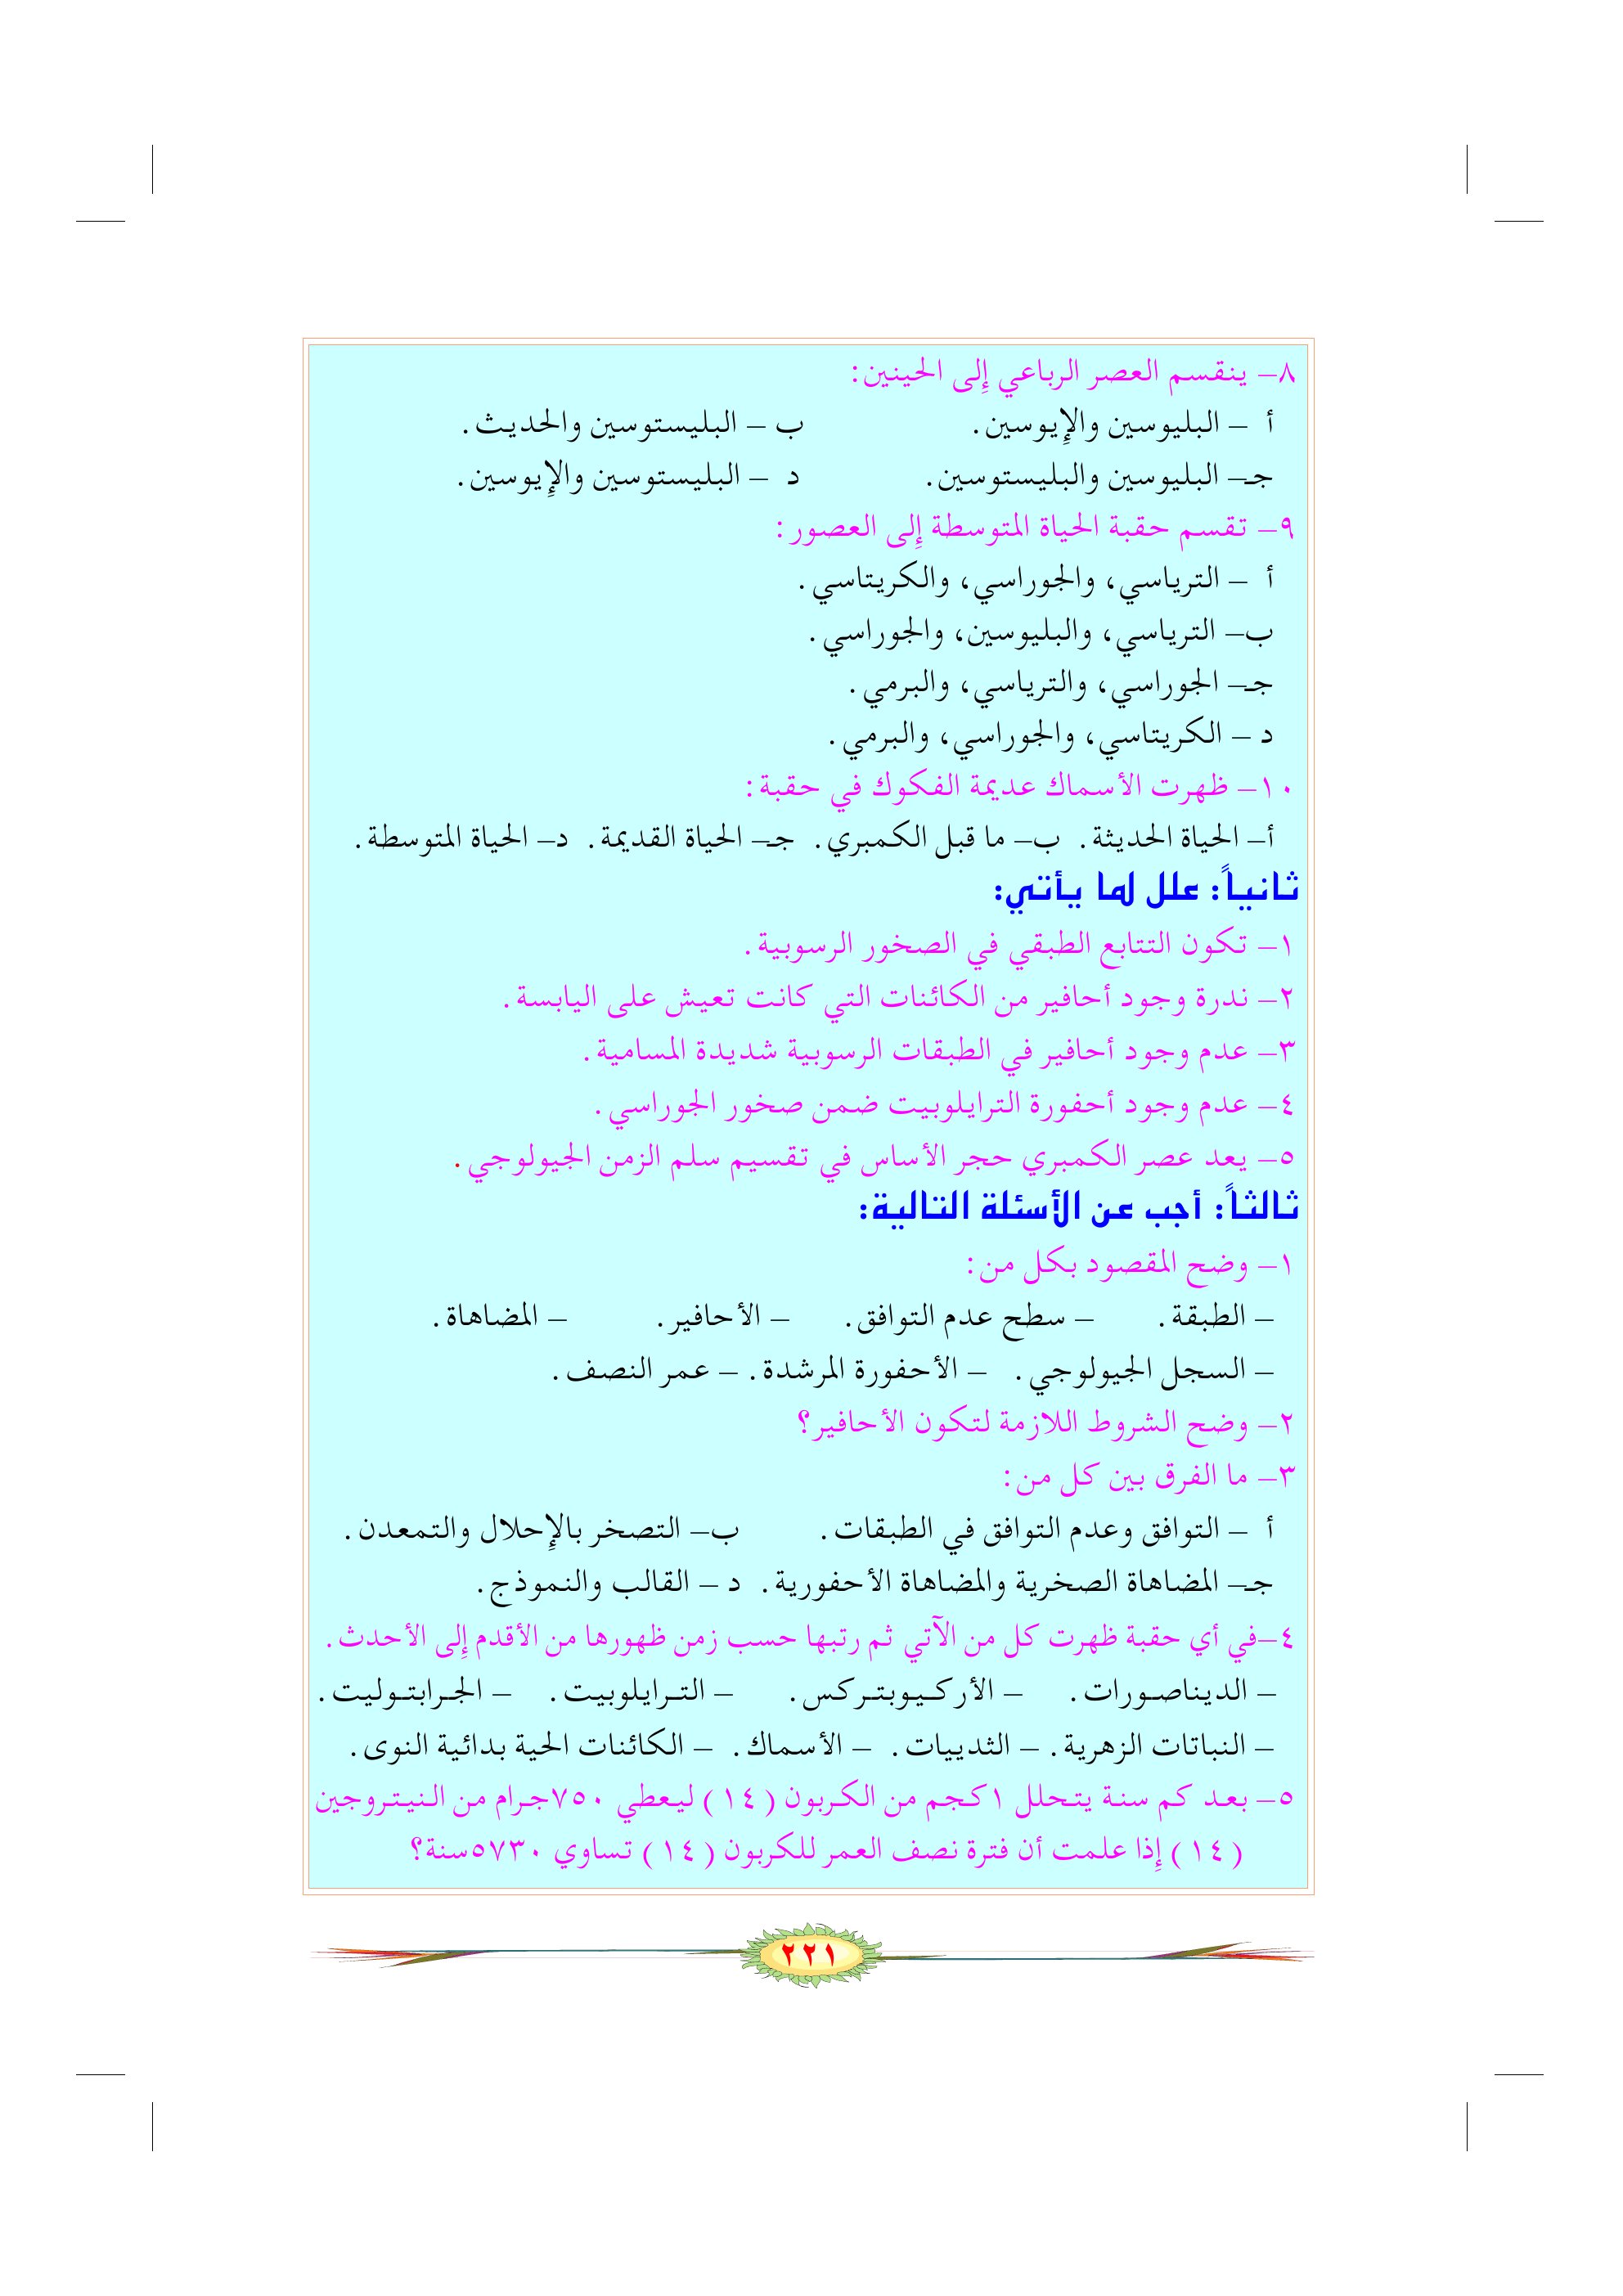 ٨– ينقسم العصر الرباعي إِلى الحينين:
أ – البليوسين والإِيوسين. ب – البليستوسين والحديث.
جـ– البليوسين والبليستوسين. د – البليستوسين والإِيوسين.
٩– تقسم حقبة الحياة المتوسطة إِلى العصور:
أ – الترياسي، والجوراسي، والكريتاسي.
ب– الترياسي، والبليوسين، والجوراسي.
جـ– الجوراسي، والترياسي، والبرمي.
د – الكريتاسي، والجوراسي، والبرمي.
١٠– ظهرت الأسماك عديمة الفكوك في حقبة:
أ– الحياة الحديثة. ب– ما قبل الكمبري. جـ– الحياة القديمة. د– الحياة المتوسطة.
ثانياً: علل لما يأتي:
١– تكون التتابع الطبقي في الصخور الرسوبية.
٢– ندرة وجود أحافير من الكائنات التي كانت تعيش على اليابسة.
٣– عدم وجود أحافير في الطبقات الرسوبية شديدة المسامية.
٤– عدم وجود أحفورة الترايلوبيت ضمن صخور الجوراسي.
٥– يعد عصر الكمبري حجر الأساس في تقسيم سلم الزمن الجيولوجي.
ثالثاً: أجب عن الأسئلة التالية:
١– وضح المقصود بكل من:
– الطبقة. – سطح عدم التوافق. – الأحافير. – المضاهاة.
– السجل الجيولوجي. – الأحفورة المرشدة. – عمر النصف.
٢– وضح الشروط اللازمة لتكون الأحافير؟
٣– ما الفرق بين كل من:
أ – التوافق وعدم التوافق في الطبقات. ب– التصخر بالإِحلال والتمعدن.
جـ– المضاهاة الصخرية والمضاهاة الأحفورية. د – القالب والنموذج.
٤–في أي حقبة ظهرت كل من الآتي ثم رتبها حسب زمن ظهورها من الأقدم إِلى الأحدث.
– الديناصورات. – الأركيوبتركس. – الترايلوبيت. – الجرابتوليت.
– النباتات الزهرية. – الثدييات. – الأسماك. – الكائنات الحية بدائية النوى.
٥– بعد كم سنة يتحلل ١كجم من الكربون (١٤) ليعطي ٧٥٠جرام من النيتروجين
(١٤) إِذا علمت أن فترة نصف العمر للكربون (١٤) تساوي ٥٧٣٠سنة؟
٢٢١